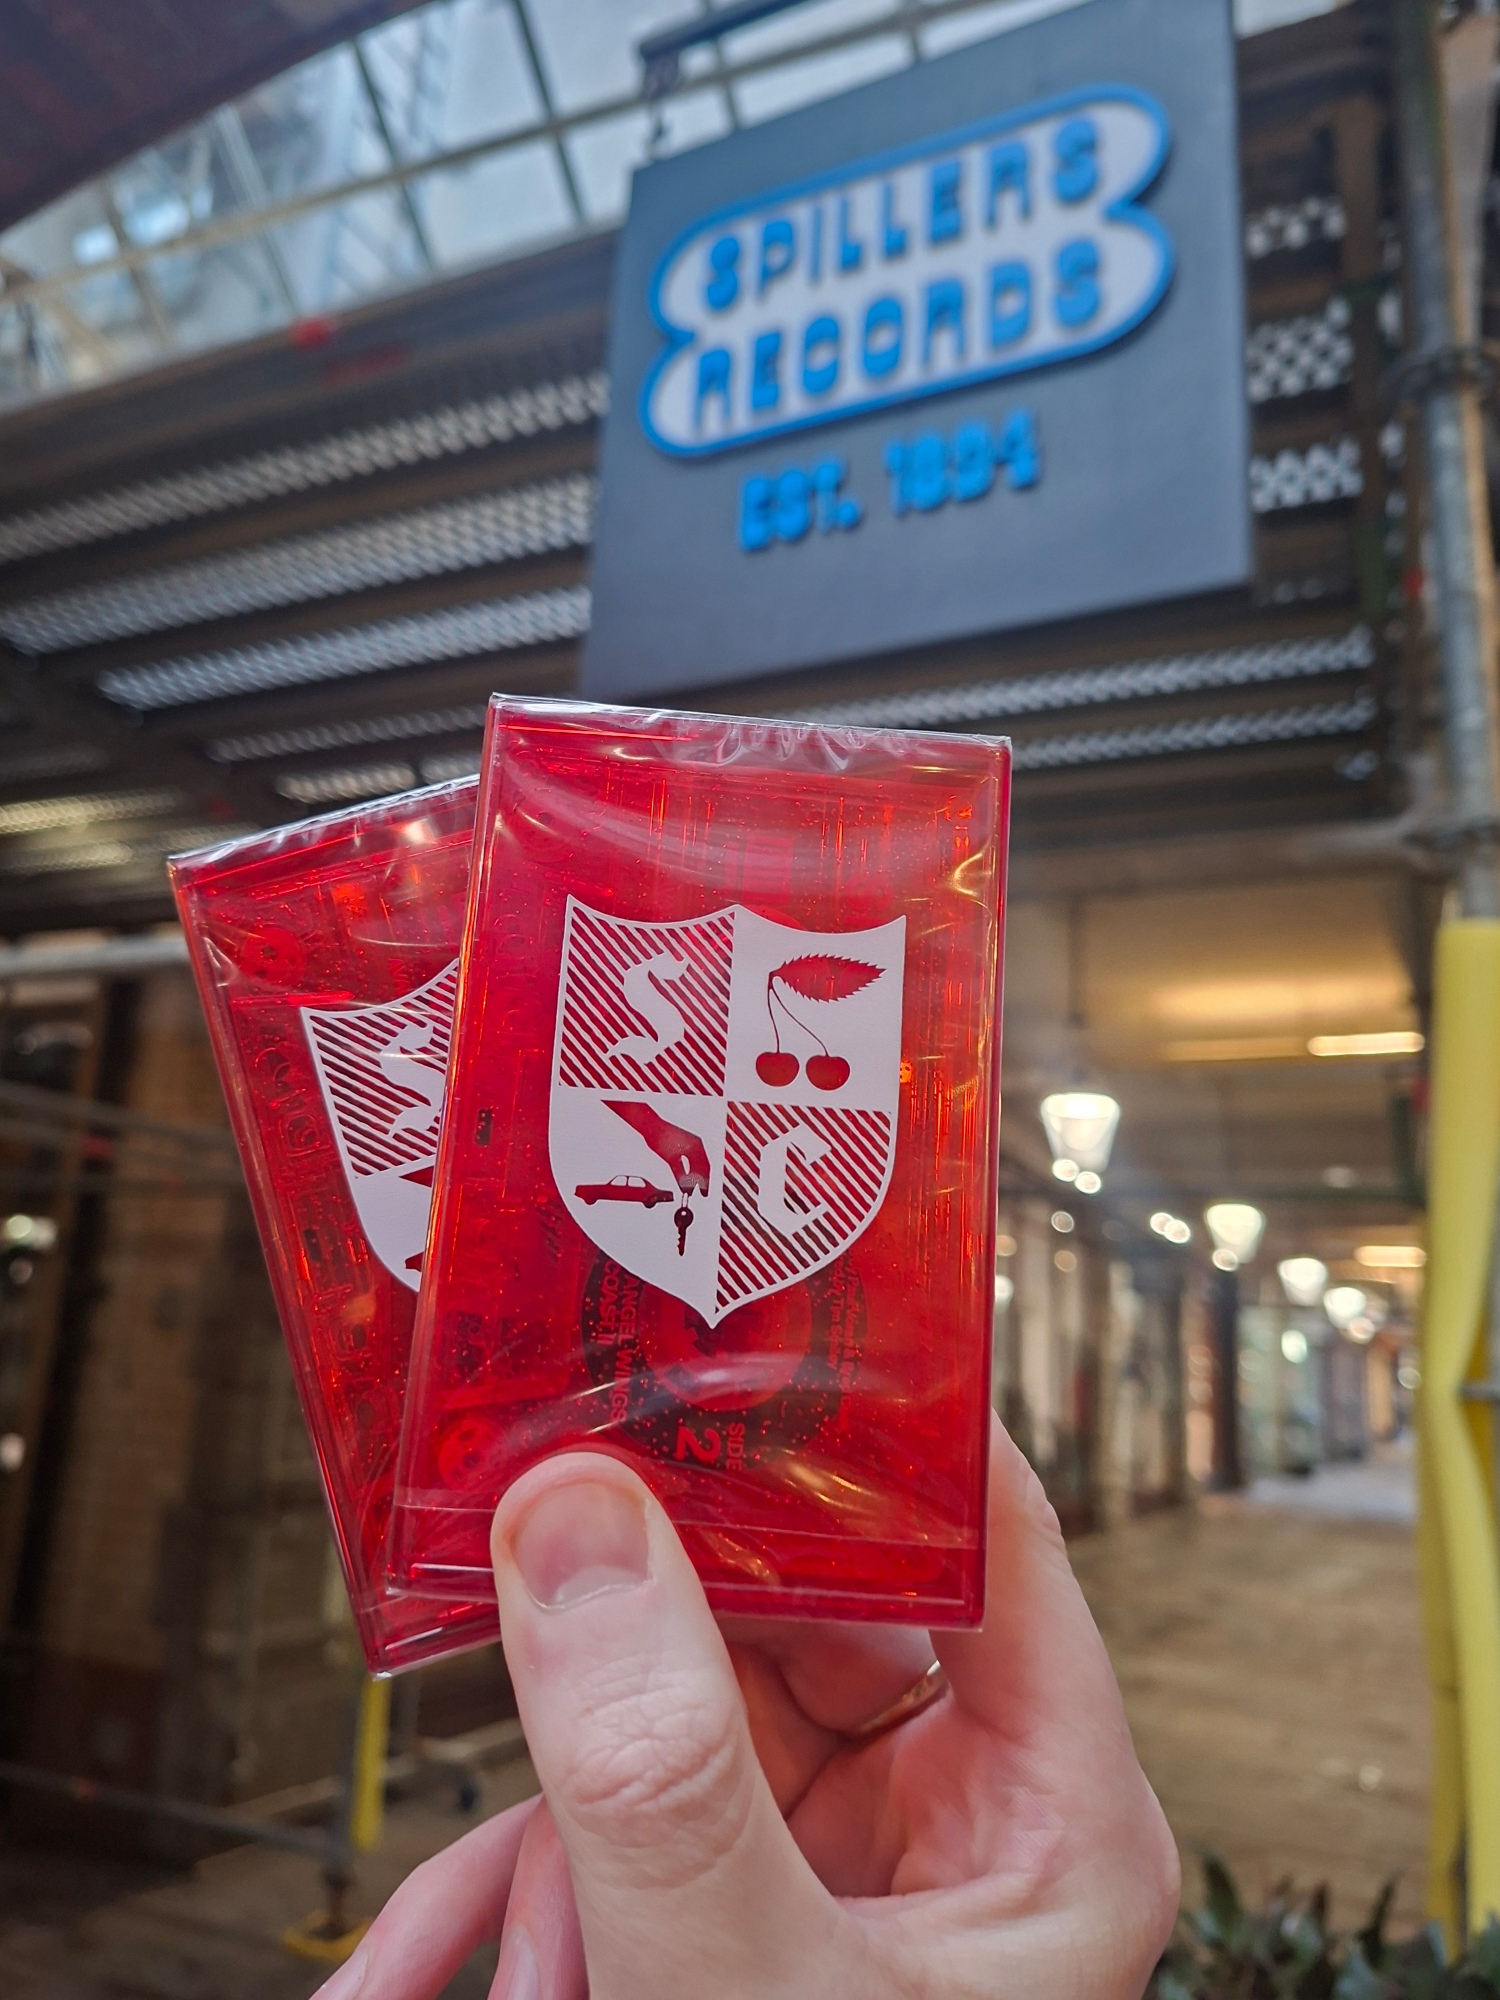 SPILLERS
RECORDS
EST. 1894
S
S
C
ANGEL WINGS
COAST II
SIDE
2